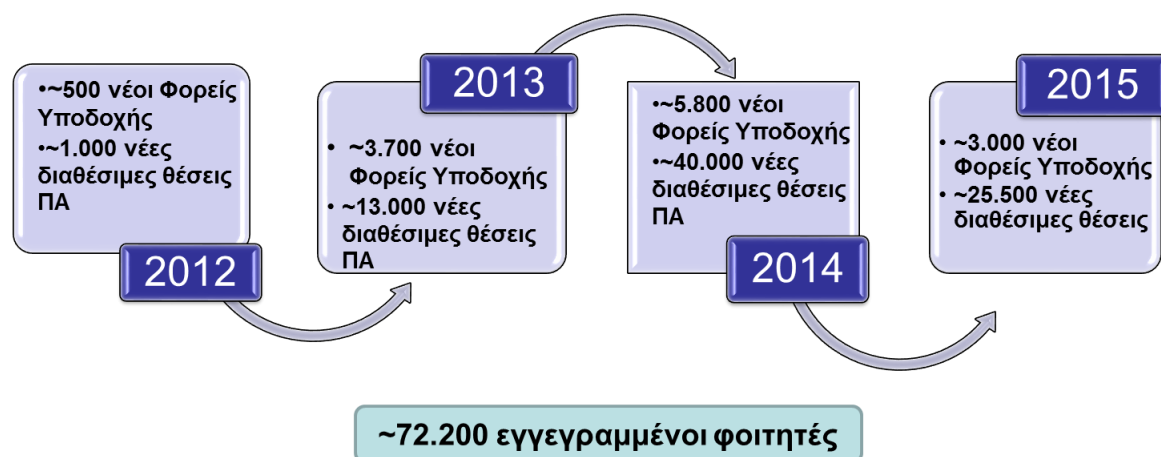 •~500 νέοι Φορείς
Υποδοχής
•~1.000 νέες
διαθέσιμες θέσεις
ΠΑ
2012
2013
• ~3.700 νέοι
Φορείς Υποδοχής
• ~13.000 νέες
διαθέσιμες θέσεις
ΠΑ
•~5.800 νέοι
Φορείς Υποδοχής
•~40.000 νέες
διαθέσιμες θέσεις
ΠΑ
2014
2015
• ~3.000 νέοι
Φορείς Υποδοχής
• ~25.500 νέες
διαθέσιμες θέσεις
~72.200 εγγεγραμμένοι φοιτητές